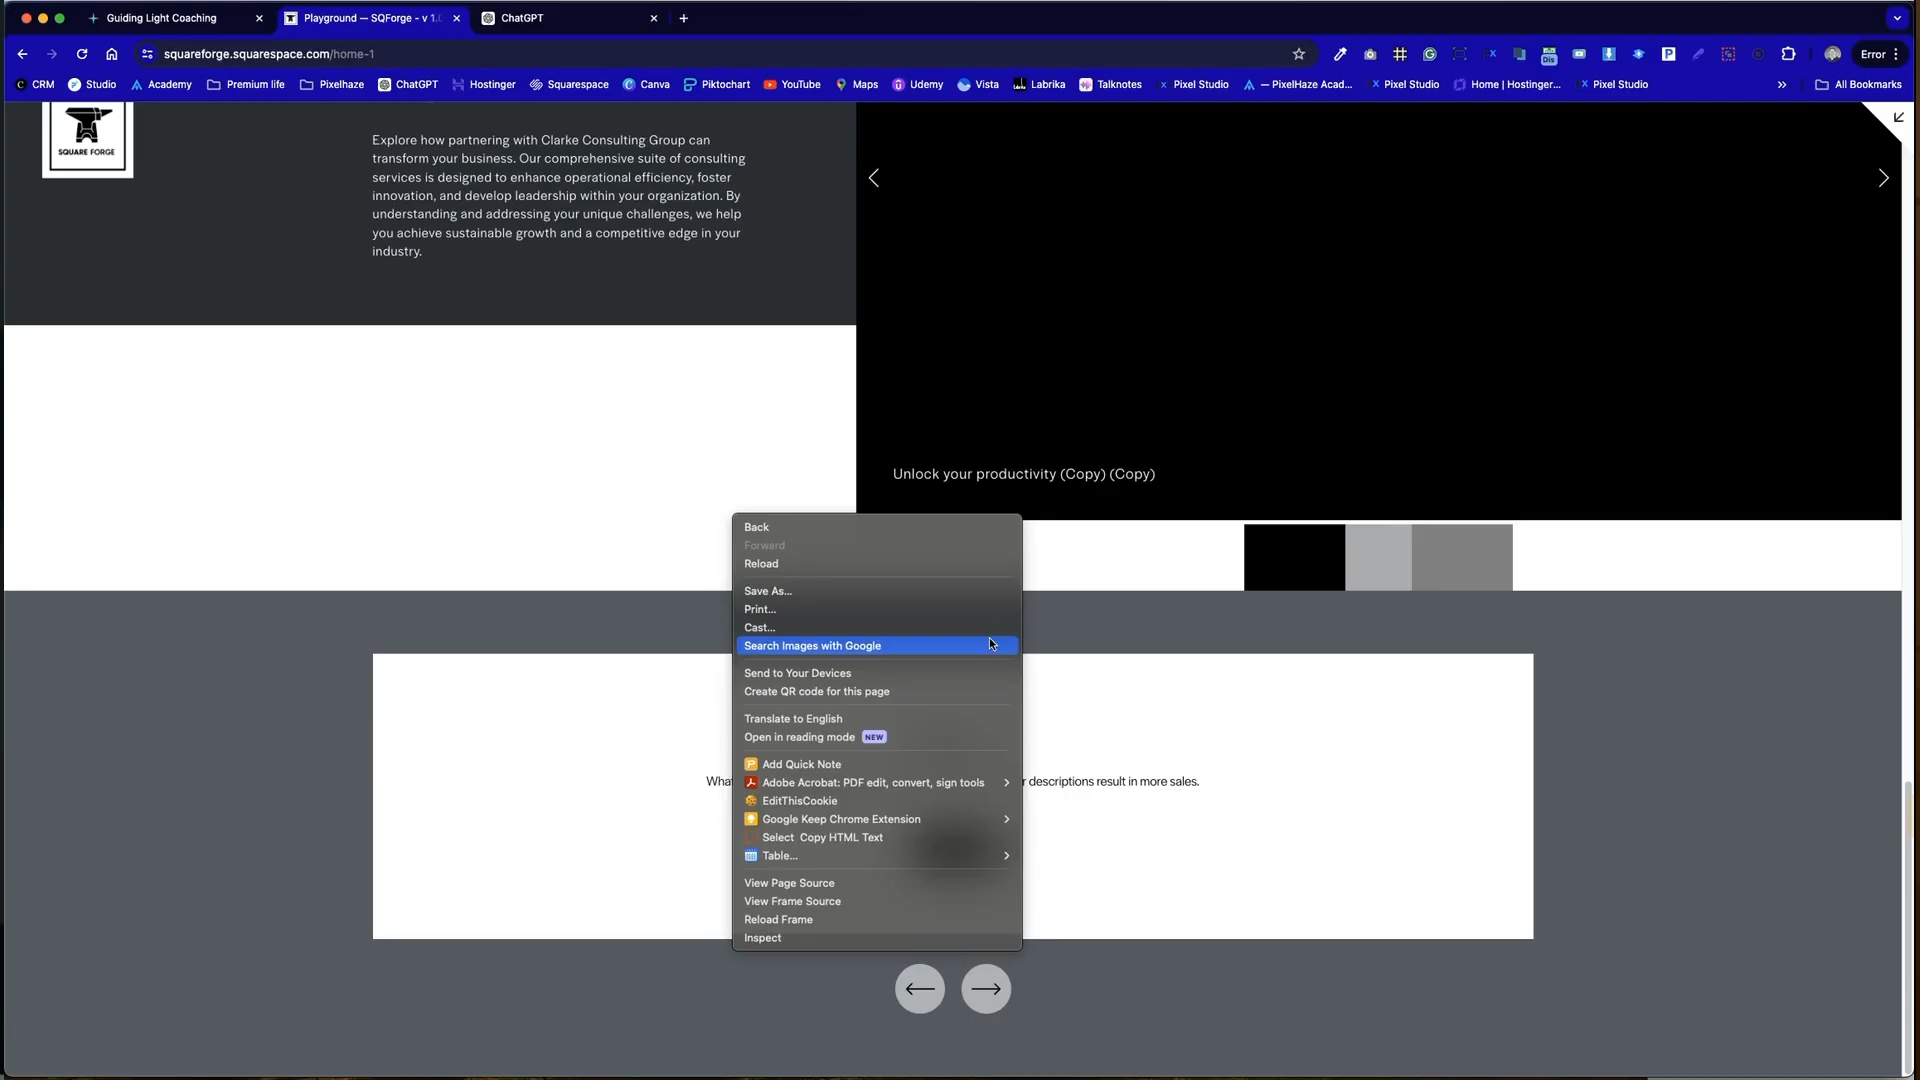 Guiding Light Coaching
Playground — SQForge - v 1.
ChatGPT
squareforge.squarespace.com/home-1
Error
CRM
Studio
Academy
Premium life
Pixelhaze
ChatGPT
Hostinger
Squarespace
Canva
Piktochart
YouTube
Maps
Udemy
Vista
Labrika
Talknotes
Pixel Studio
— PixelHaze Acad...
Pixel Studio
Home | Hostinger...
Pixel Studio
All Bookmarks
SQUARE FORGE
Explore how partnering with Clarke Consulting Group can
transform your business. Our comprehensive suite of consulting
services is designed to enhance operational efficiency, foster
innovation, and develop leadership within your organization. By
understanding and addressing your unique challenges, we help
you achieve sustainable growth and a competitive edge in your
industry.
Unlock your productivity (Copy) (Copy)
Back
Forward
Reload
Save As...
Print...
Cast...
Search Images with Google
Send to Your Devices
Create QR code for this page
Translate to English
Open in reading mode NEW
Add Quick Note
Adobe Acrobat: PDF edit, convert, sign tools
EditThisCookie
Google Keep Chrome Extension
Select Copy HTML Text
Table...
View Page Source
View Frame Source
Reload Frame
Inspect
What
descriptions result in more sales.